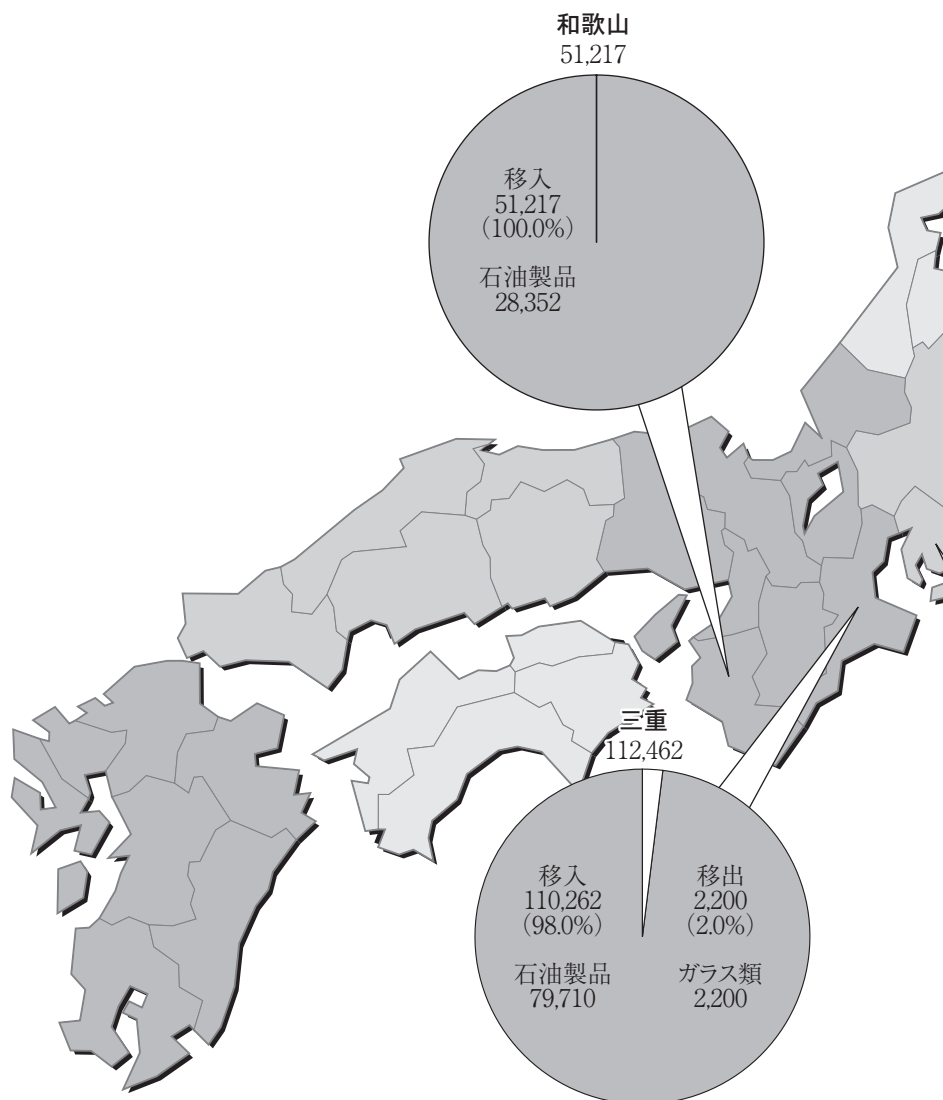 和歌山
51,217
移入
51,217
(100.0%)
石油製品
28,352
三重
112,462
移入
110,262
(98.0%)
石油製品
79,710
移出
2,200
(2.0%)
ガラス類
2,200